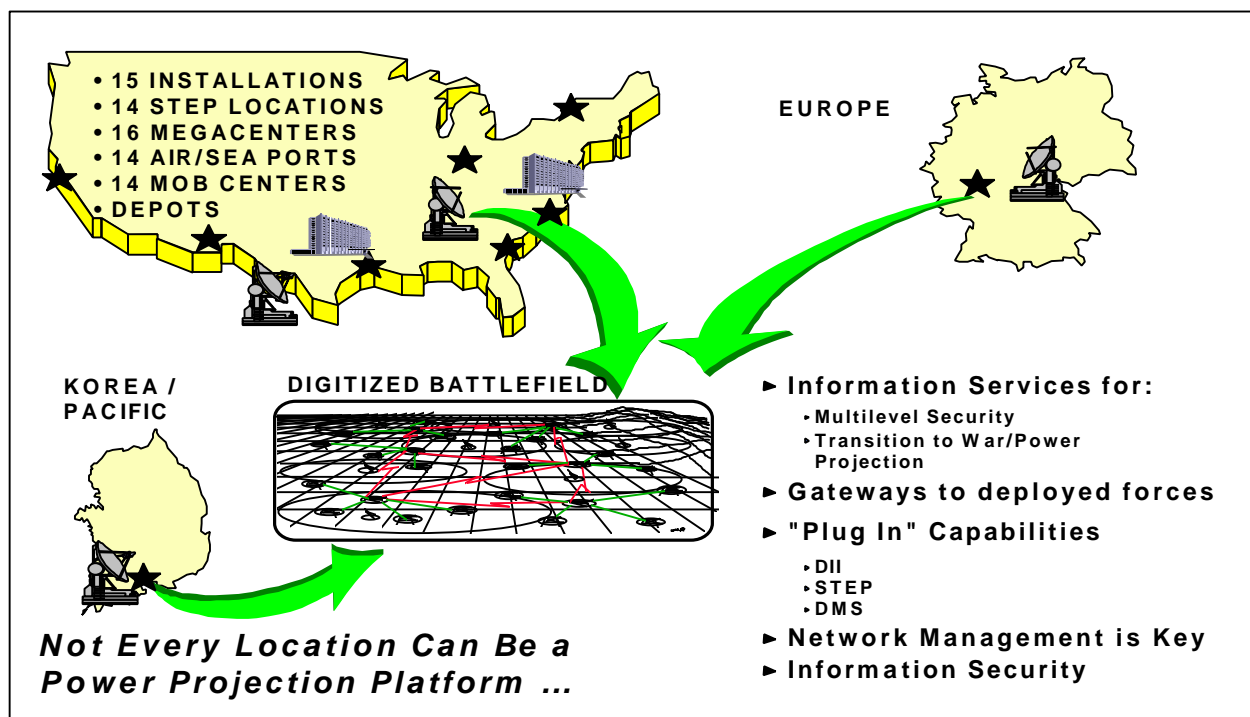 • 15 INSTALLATIONS
• 14 STEP LOCATIONS
• 16 MEGACENTERS
• 14 AIR/SEA PORTS
• 14 MOB CENTERS
• DEPOTS
EUROPE
KOREA /
PACIFIC
DIGITIZED BATTLEFIELD
► Information Services for:
► Multilevel Security
► Transition to War/Power
Projection
► Gateways to deployed forces
► "Plug In" Capabilities
► DII
► STEP
► DMS
► Network Management is Key
► Information Security
Not Every Location Can Be a
Power Projection Platform ...